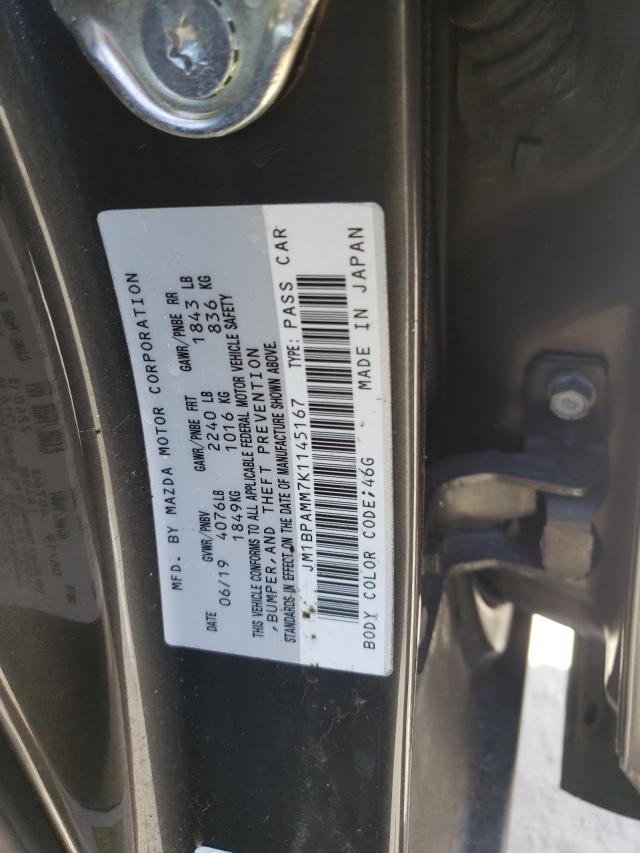 MFD. BY MAZDA MOTOR CORPORATION
DATE GVWR/PNBV GAWR/PNBE FRT GAWR/PNBE RR
06/19 4076LB 2240 LB 1843 LB
1849KG 1016 KG 836 KG
THIS VEHICLE CONFORMS TO ALL APPLICABLE FEDERAL MOTOR VEHICLE SAFETY
,BUMPER,AND THEFT PREVENTION
STANDARDS IN EFFECT ON THE DATE OF MANUFACTURE SHOWN ABOVE.
JM1BPAMM7K1145167 TYPE: PASS CAR
BODY COLOR CODE;46G MADE IN JAPAN